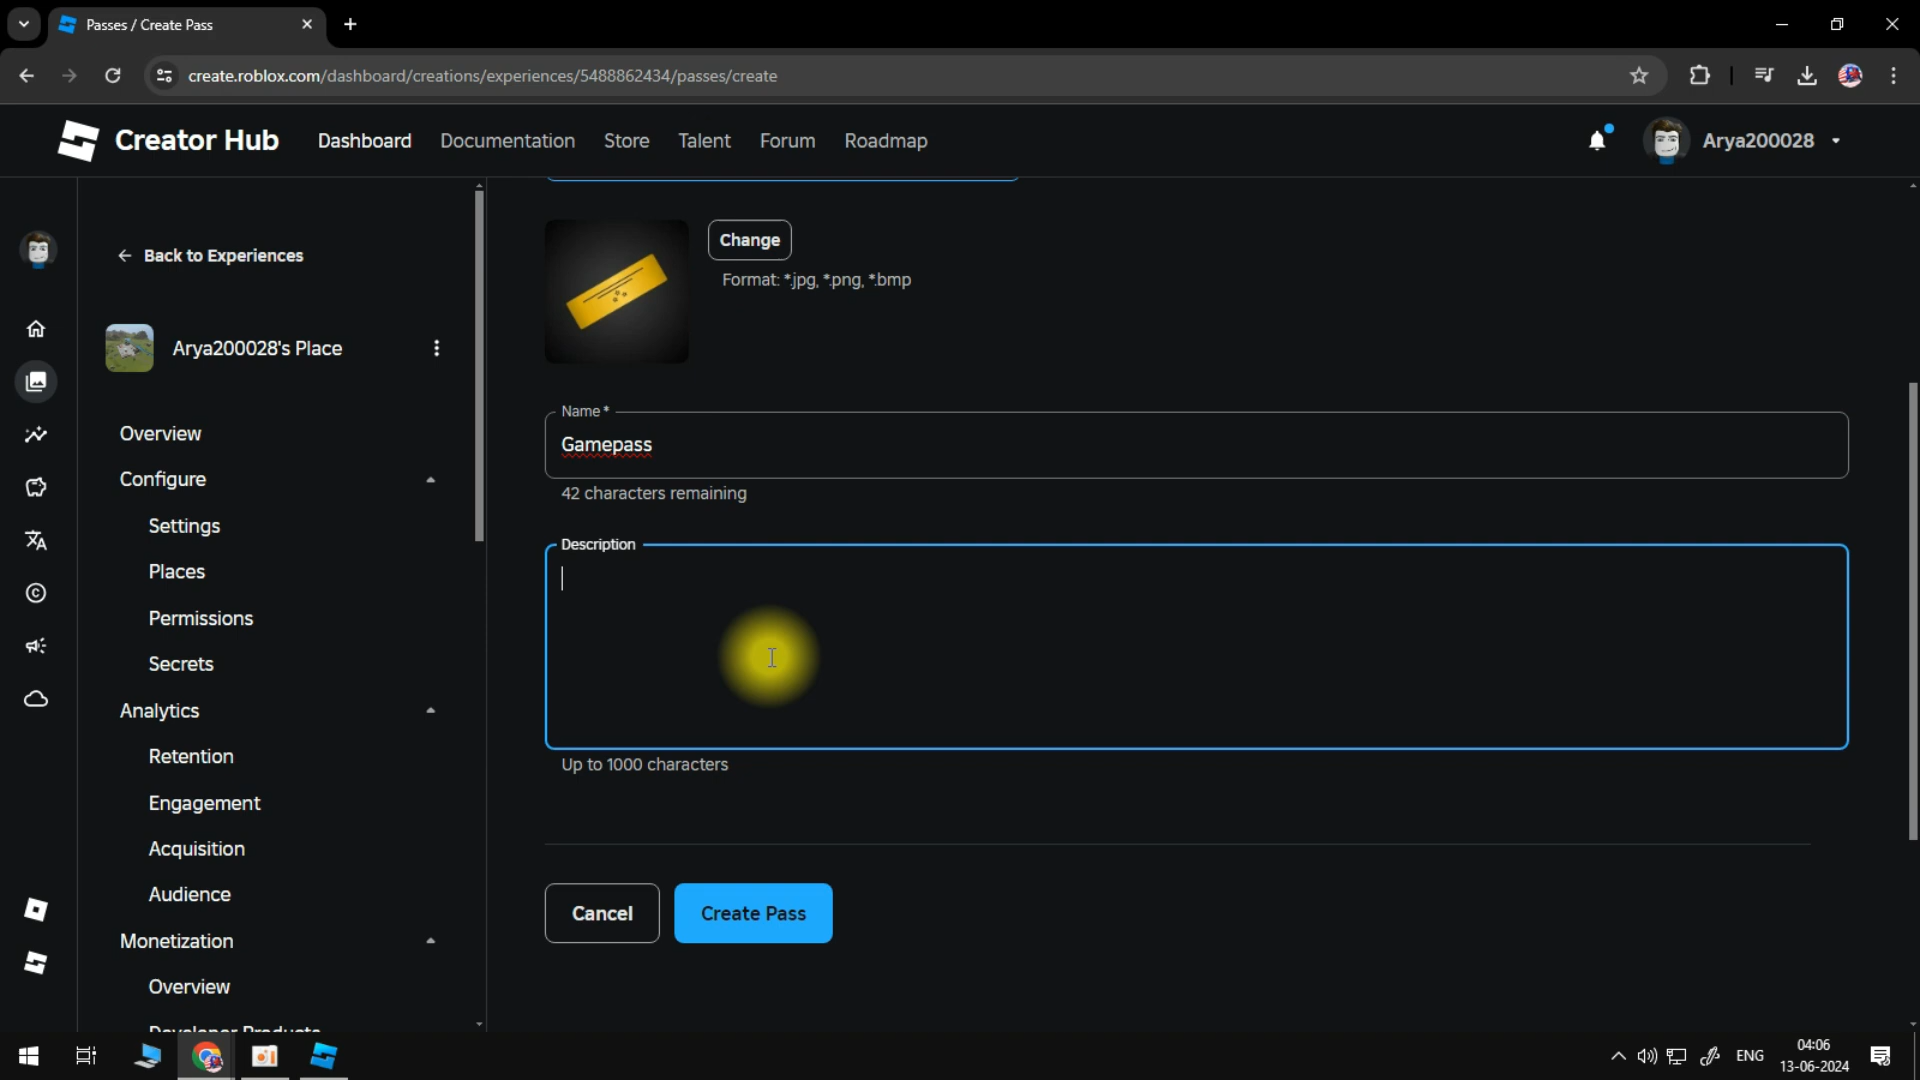 Passes / Create Pass
create.roblox.com/dashboard/creations/experiences/5488862434/passes/create
Creator Hub
Dashboard
Documentation
Store
Talent
Forum
Roadmap
Arya200028
Back to Experiences
Arya200028's Place
Overview
Configure
Settings
Places
Permissions
Secrets
Analytics
Retention
Engagement
Acquisition
Audience
Monetization
Overview
Developer Products
Change
Format: *.jpg, *.png, *.bmp
Name*
Gamepass
42 characters remaining
Description
Up to 1000 characters
Cancel
Create Pass
ENG
04:06
13-06-2024